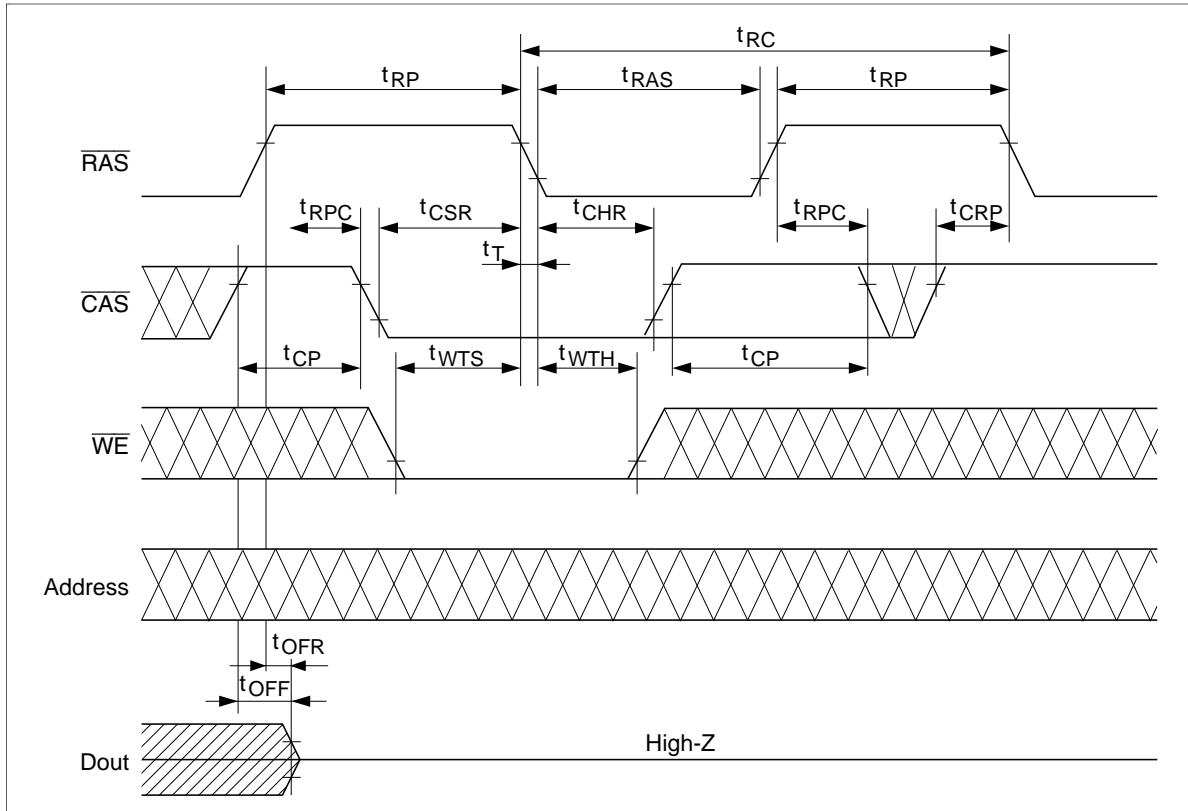 tRC
tRP tRAS tRP
RAS
tRPC tCSR tCHR tRPC tCRP
tT
CAS
tCP tWTS tWTH tCP
WE
Address
tOFR
tOFF
High-Z
Dout